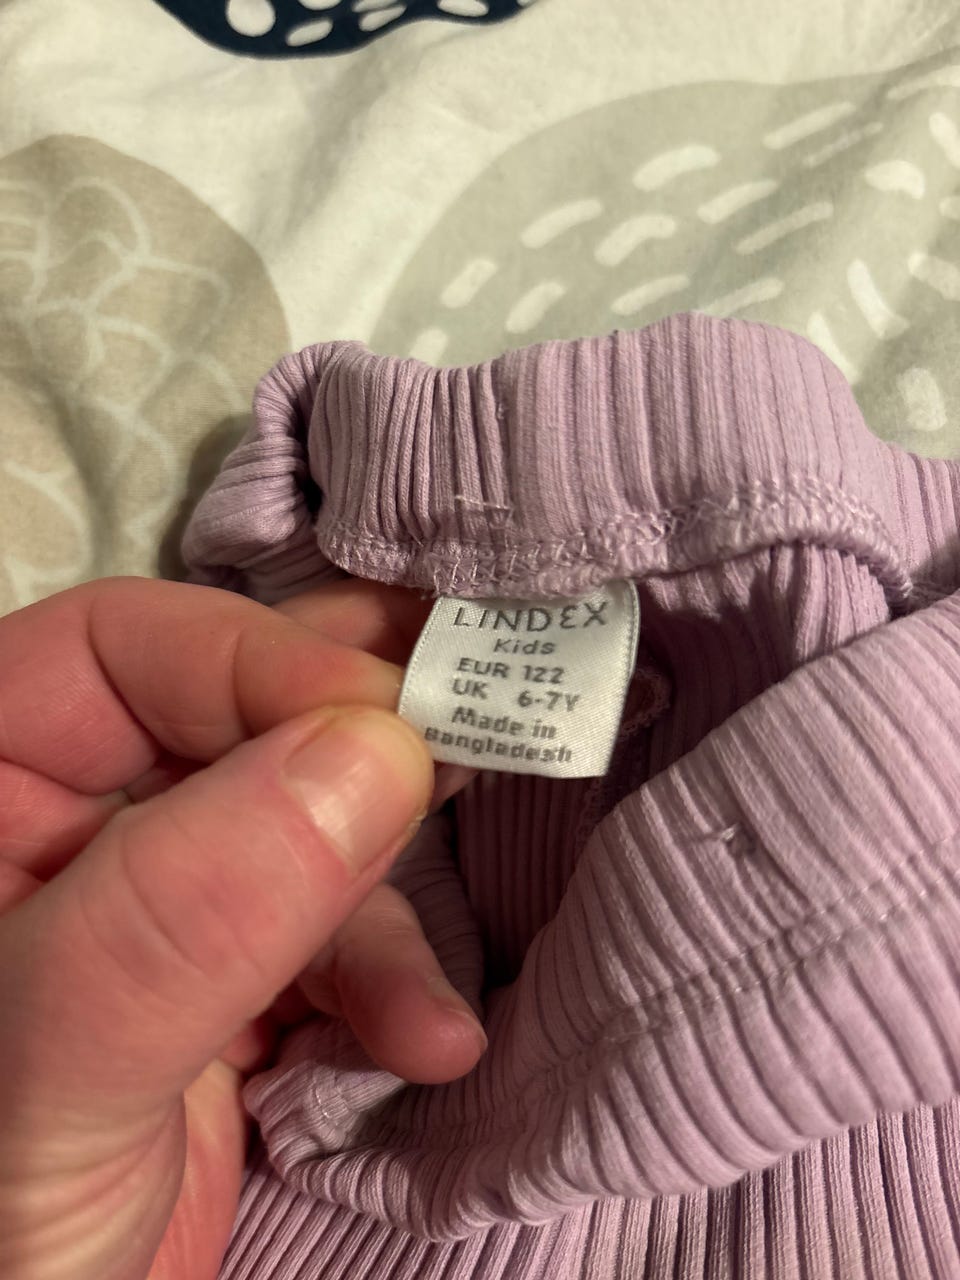 LINDEX
Kids
EUR 122
UK 6-7Y
Made in
Bangladesh